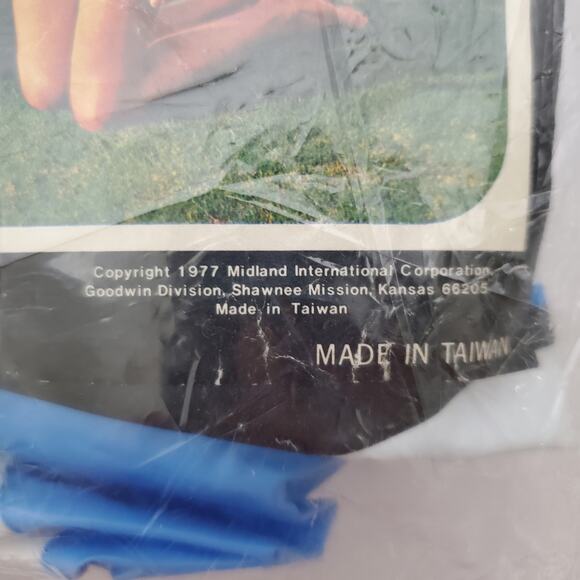 Copyright 1977 Midland International Corporation,
Goodwin Division, Shawnee Mission, Kansas 66205
Made in Taiwan
MADE IN TAIWAN